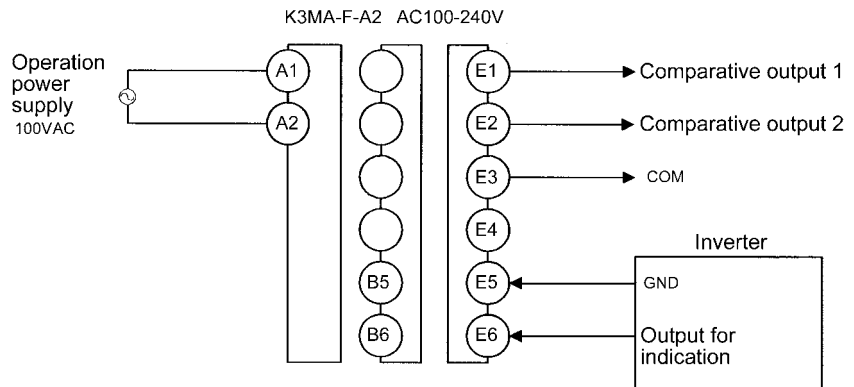 K3MA-F-A2 AC100-240V
Operation
power
supply
100VAC
A1
A2
B5
B6
E1
E2
E3
E4
E5
E6
Comparative output 1
Comparative output 2
COM
Inverter
GND
Output for
indication